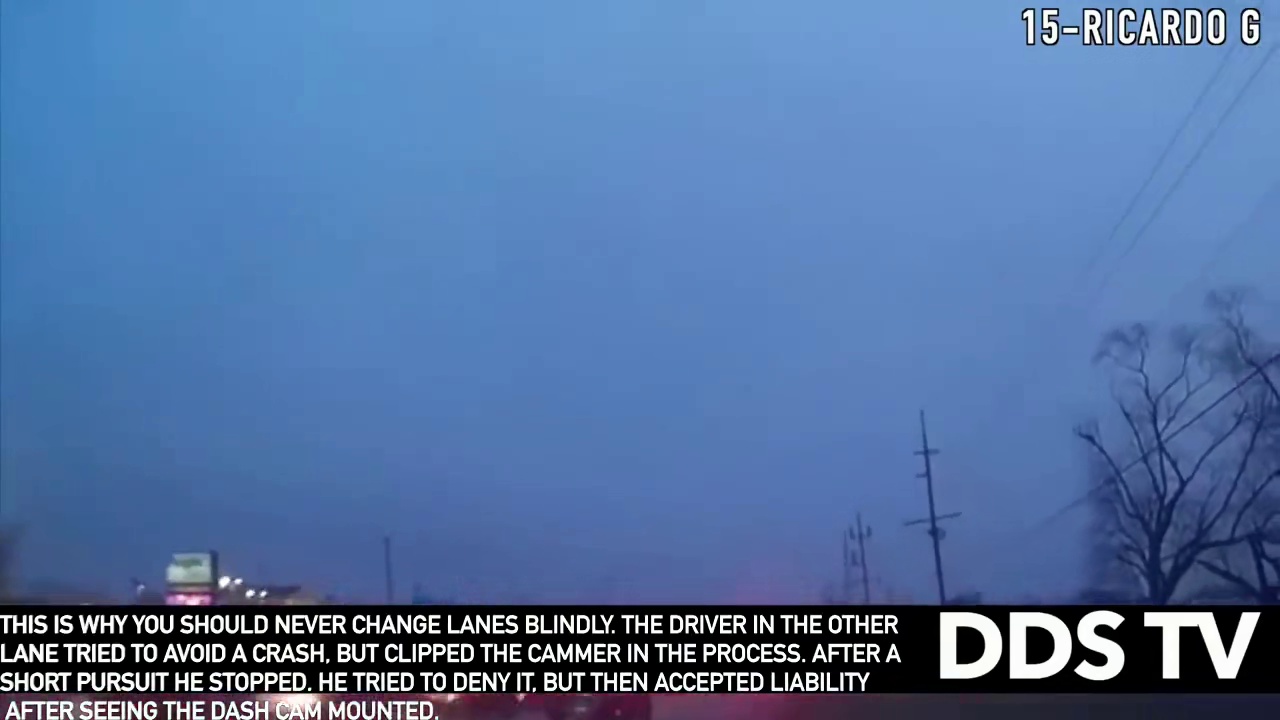 15-RICARDO G
THIS IS WHY YOU SHOULD NEVER CHANGE LANES BLINDLY. THE DRIVER IN THE OTHER
LANE TRIED TO AVOID A CRASH, BUT CLIPPED THE CAMMER IN THE PROCESS. AFTER A
SHORT PURSUIT HE STOPPED. HE TRIED TO DENY IT, BUT THEN ACCEPTED LIABILITY
AFTER SEEING THE DASH CAM MOUNTED.
DDS TV